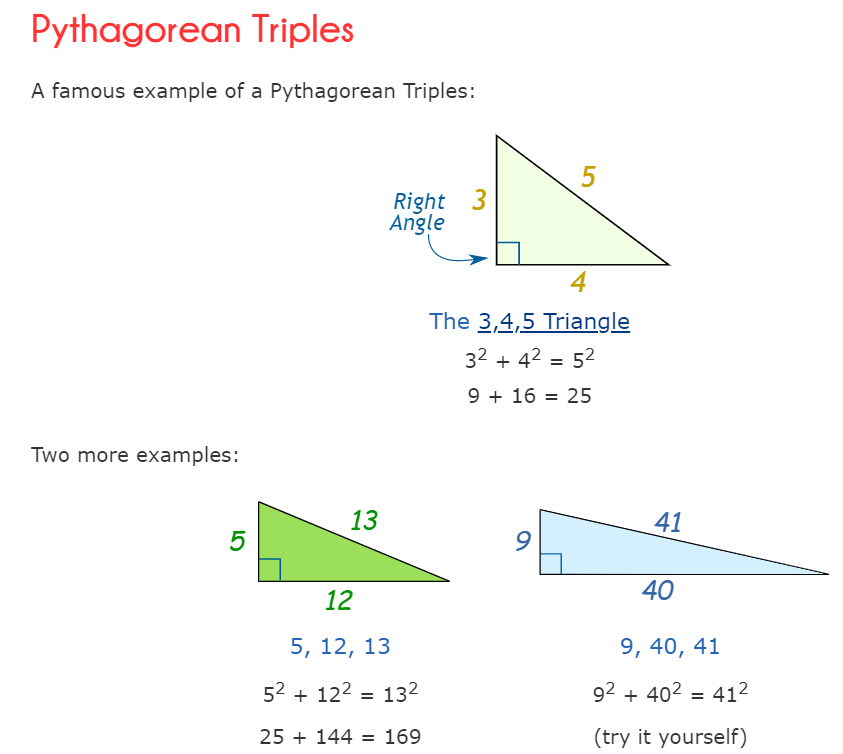 Pythagorean Triples
A famous example of a Pythagorean Triples:
5
3
Right
Angle
4
The 3,4,5 Triangle
3² + 4² = 5²
9 + 16 = 25
Two more examples:
13
5
12
5, 12, 13
5² + 12² = 13²
25 + 144 = 169
41
9
40
9, 40, 41
9² + 40² = 41²
(try it yourself)